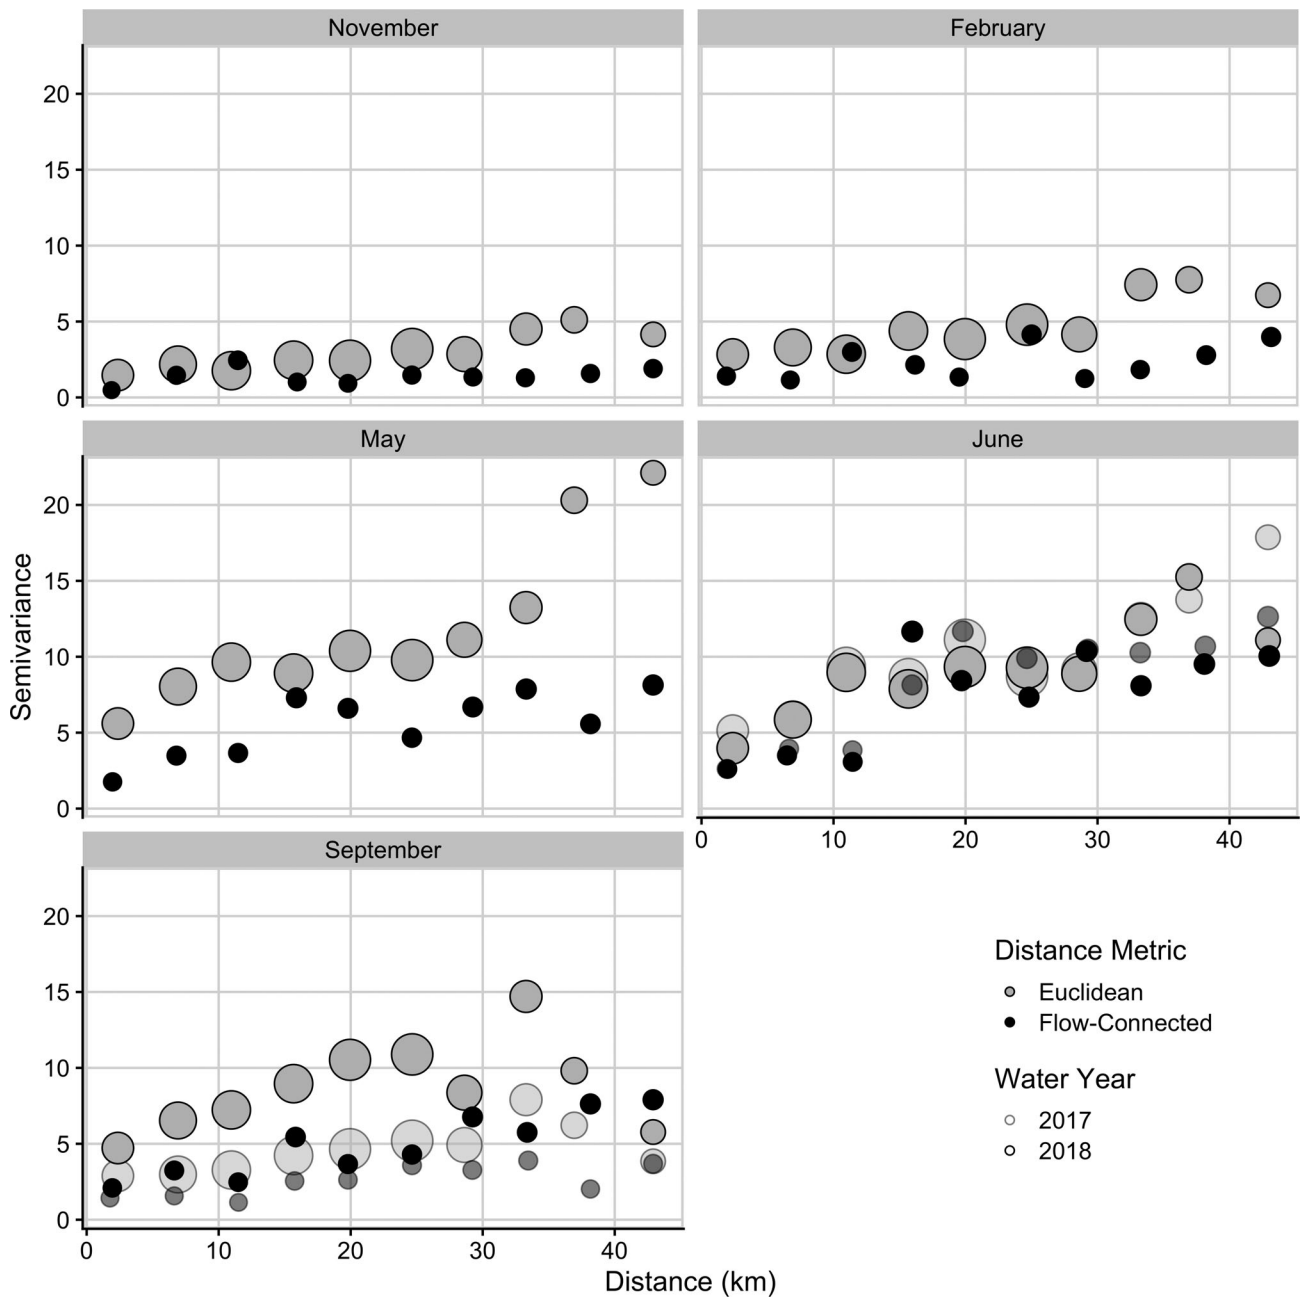 November
February
20
15
10
5
0
May
June
20
15
10
5
0
0 10 20 30 40
September
20
15
10
5
0
0 10 20 30 40
Semivariance
Distance (km)
Distance Metric
Euclidean
Flow-Connected
Water Year
2017
2018